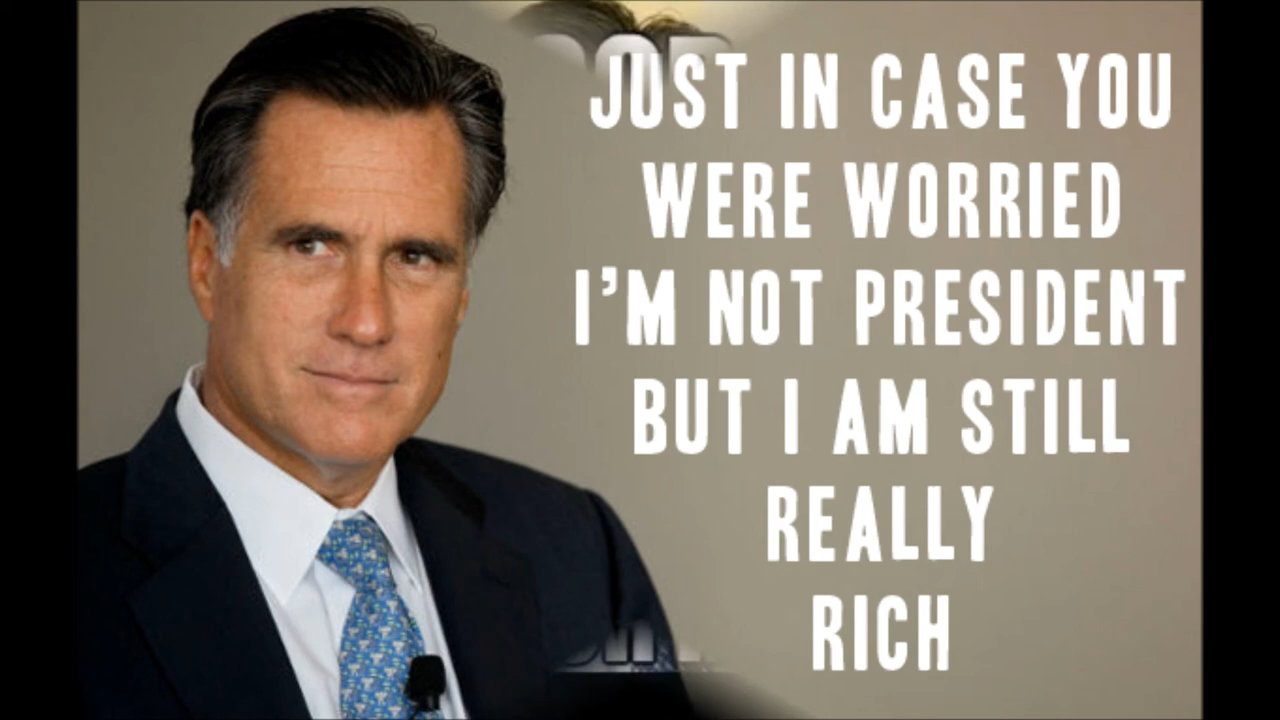 JUST IN CASE YOU
WERE WORRIED
I'M NOT PRESIDENT
BUT I AM STILL
REALLY
RICH